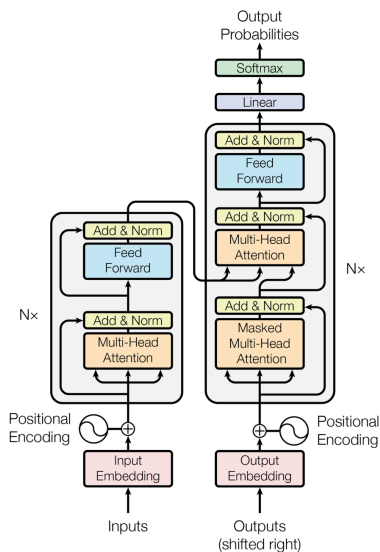 Output
Probabilities
Softmax
Linear
Add & Norm
Feed
Forward
Add & Norm
Multi-Head
Attention
Add & Norm
Masked
Multi-Head
Attention
N×
Add & Norm
Feed
Forward
Add & Norm
Multi-Head
Attention
N×
Positional
Encoding
Positional
Encoding
Input
Embedding
Output
Embedding
Inputs
Outputs
(shifted right)